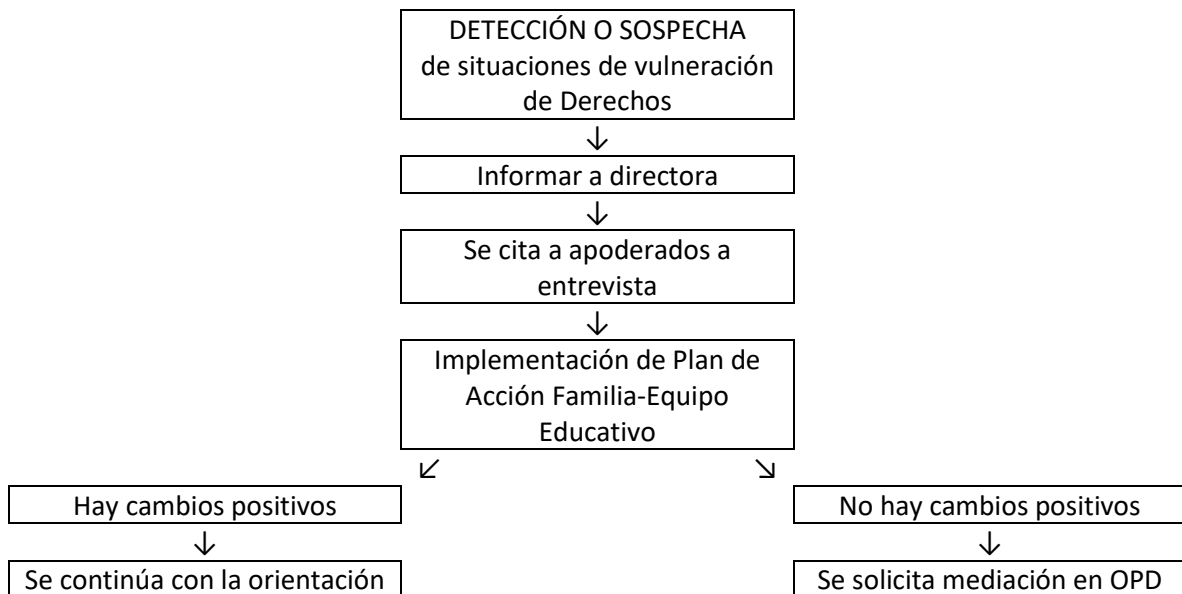 DETECCIÓN O SOSPECHA
de situaciones de vulneración
de Derechos
↓
Informar a directora
↓
Se cita a apoderados a
entrevista
↓
Implementación de Plan de
Acción Familia-Equipo
Educativo
↙ ↘
Hay cambios positivos
No hay cambios positivos
↓ ↓
Se continúa con la orientación
Se solicita mediación en OPD